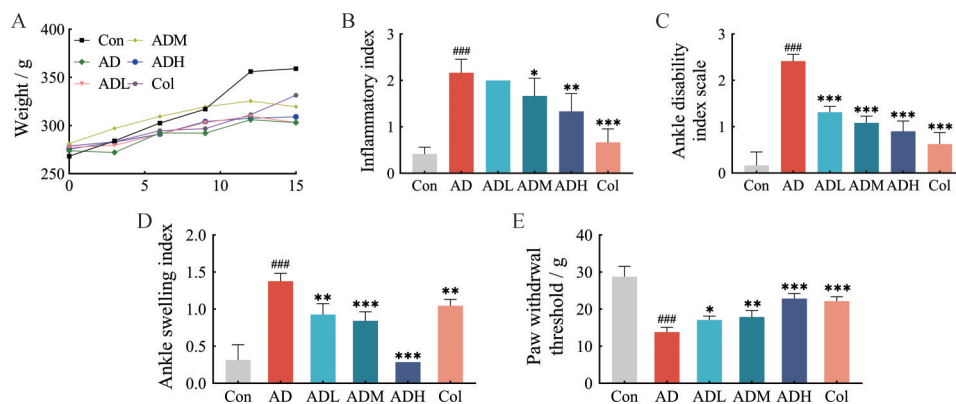 A
Weight / g
400
350
300
250
0
5
10
15
Con
AD
ADL
ADM
ADH
Col
B
Inflammatory index
3
2
1
0
###
*
**
***
Con
AD
ADL
ADM
ADH
Col
C
Ankle disability
index scale
3
2
1
0
###
***
***
***
***
Con
AD
ADL
ADM
ADH
Col
D
Ankle swelling index
2.0
1.5
1.0
0.5
0.0
###
**
***
***
**
Con
AD
ADL
ADM
ADH
Col
E
Paw withdrwal
threshold / g
40
30
20
10
0
###
*
**
***
***
Con
AD
ADL
ADM
ADH
Col